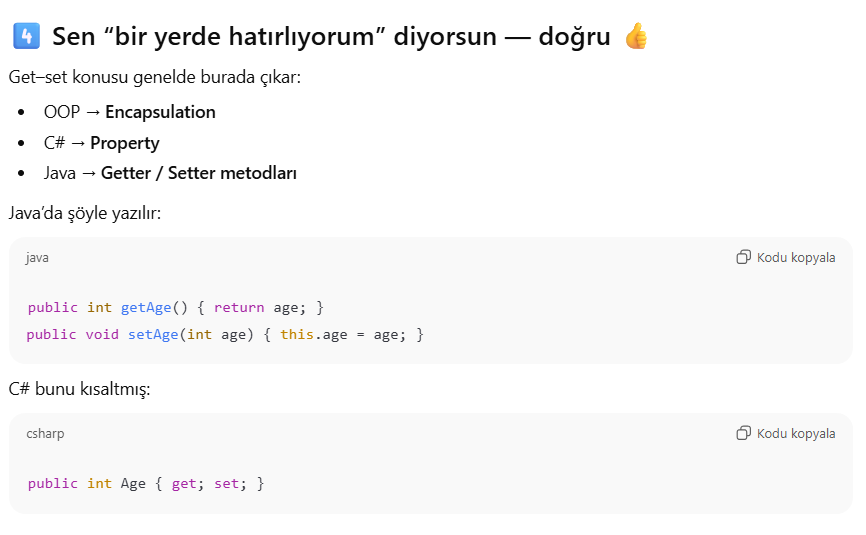 4️⃣ Sen “bir yerde hatırlıyorum” diyorsun — doğru 👍
Get–set konusu genelde burada çıkar:
• OOP → Encapsulation
• C# → Property
• Java → Getter / Setter metodları
Java’da şöyle yazılır:
java
Kodu kopyala
public int getAge() { return age; }
public void setAge(int age) { this.age = age; }
C# bunu kısaltmış:
csharp
Kodu kopyala
public int Age { get; set; }